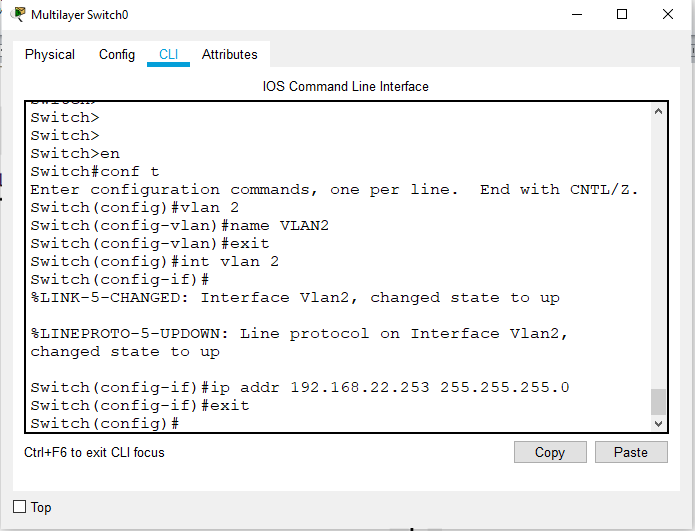 Multilayer Switch0
Physical Config CLI Attributes
IOS Command Line Interface
Switch>
Switch>
Switch>
Switch>en
Switch#conf t
Enter configuration commands, one per line.  End with CNTL/Z.
Switch(config)#vlan 2
Switch(config-vlan)#name VLAN2
Switch(config-vlan)#exit
Switch(config)#int vlan 2
Switch(config-if)#
%LINK-5-CHANGED: Interface Vlan2, changed state to up
%LINEPROTO-5-UPDOWN: Line protocol on Interface Vlan2,
changed state to up
Switch(config-if)#ip addr 192.168.22.253 255.255.255.0
Switch(config-if)#exit
Switch(config)#
Ctrl+F6 to exit CLI focus
Copy Paste
Top